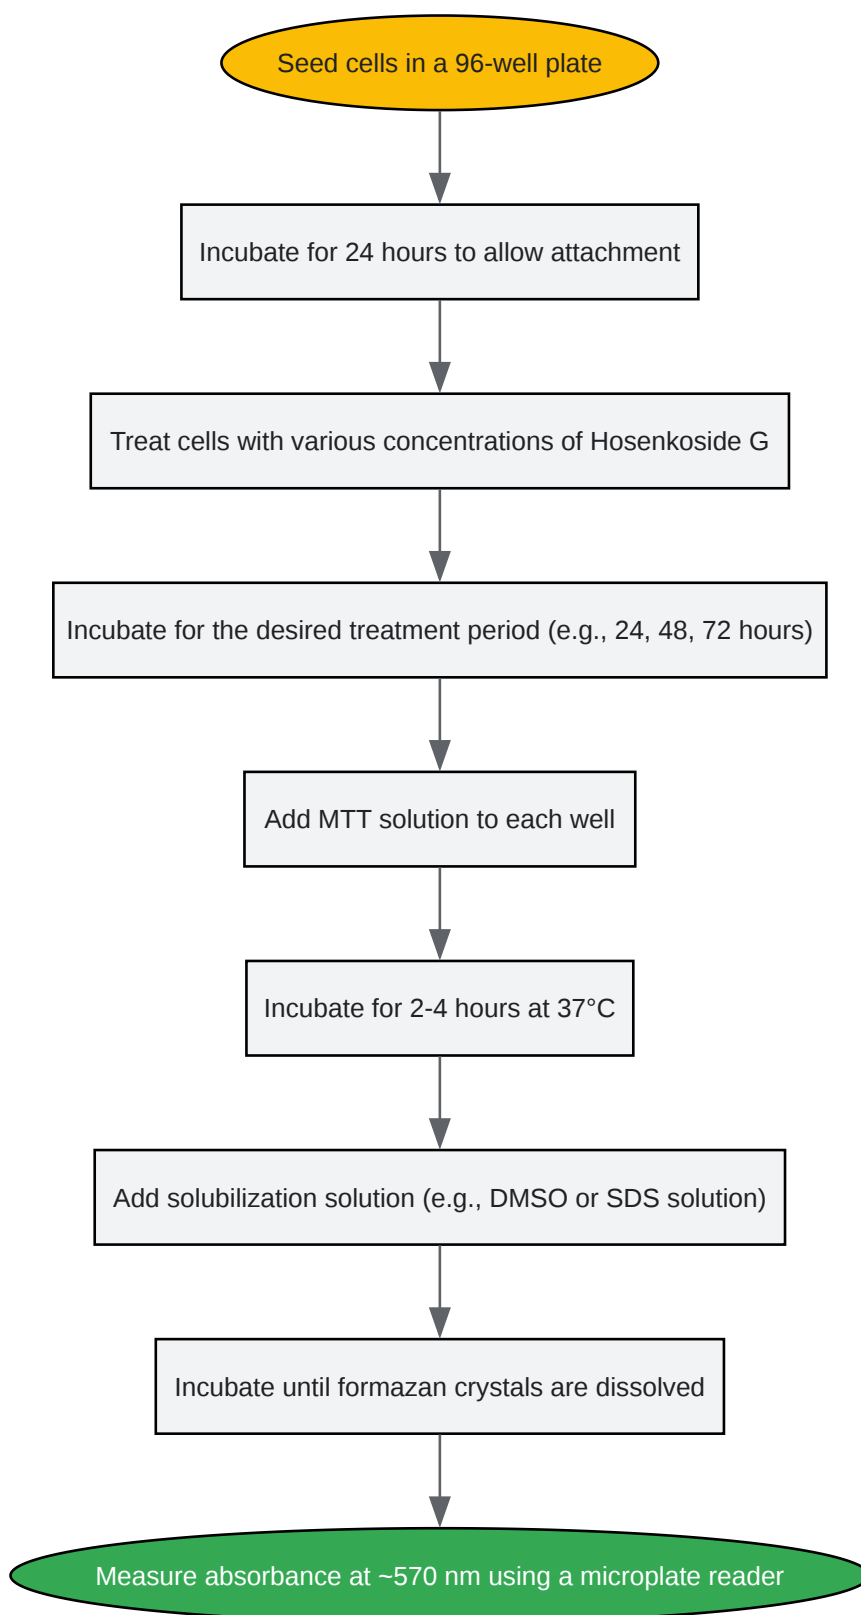 Seed cells in a 96-well plate
Incubate for 24 hours to allow attachment
Treat cells with various concentrations of Hosenkoside G
Incubate for the desired treatment period (e.g., 24, 48, 72 hours)
Add MTT solution to each well
Incubate for 2-4 hours at 37°C
Add solubilization solution (e.g., DMSO or SDS solution)
Incubate until formazan crystals are dissolved
Measure absorbance at ~570 nm using a microplate reader